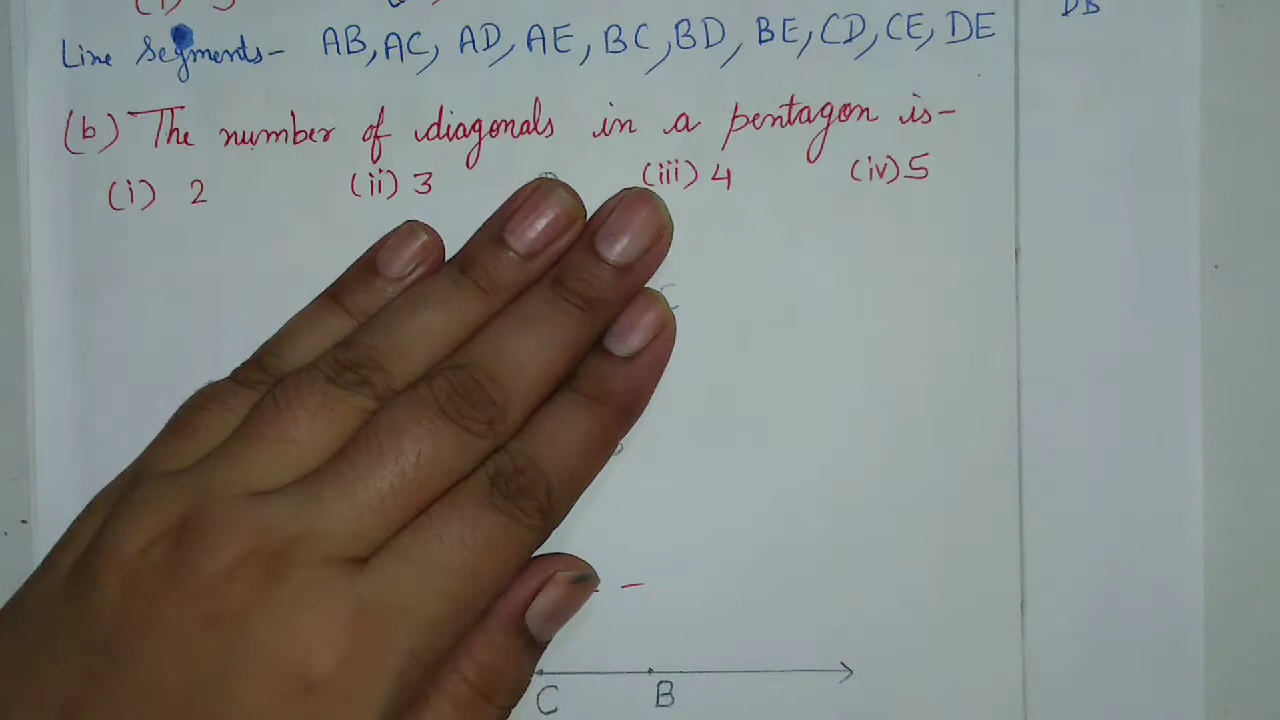 Line Segments- AB, AC, AD, AE, BC, BD, BE, CD, CE, DE
(b) The number of diagonals in a pentagon is-
(i) 2 (ii) 3 (iii) 4 (iv) 5
C B